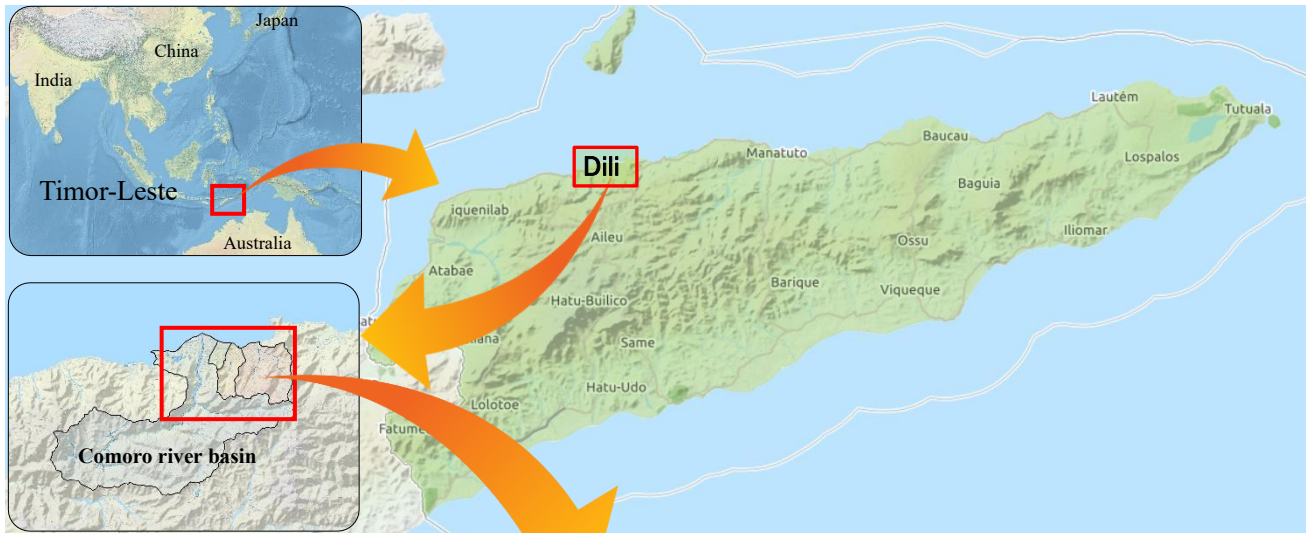 Japan
China
India
Timor-Leste
Australia
Lautém
Tutuala
Baucau
Manatuto
Lospalos
Dili
Baguia
iquenilab
Iliomar
Aileu
Ossu
Atabae
Barique
Viqueque
Hatu-Builico
Same
Hatu-Udo
Lolotoe
Comoro river basin